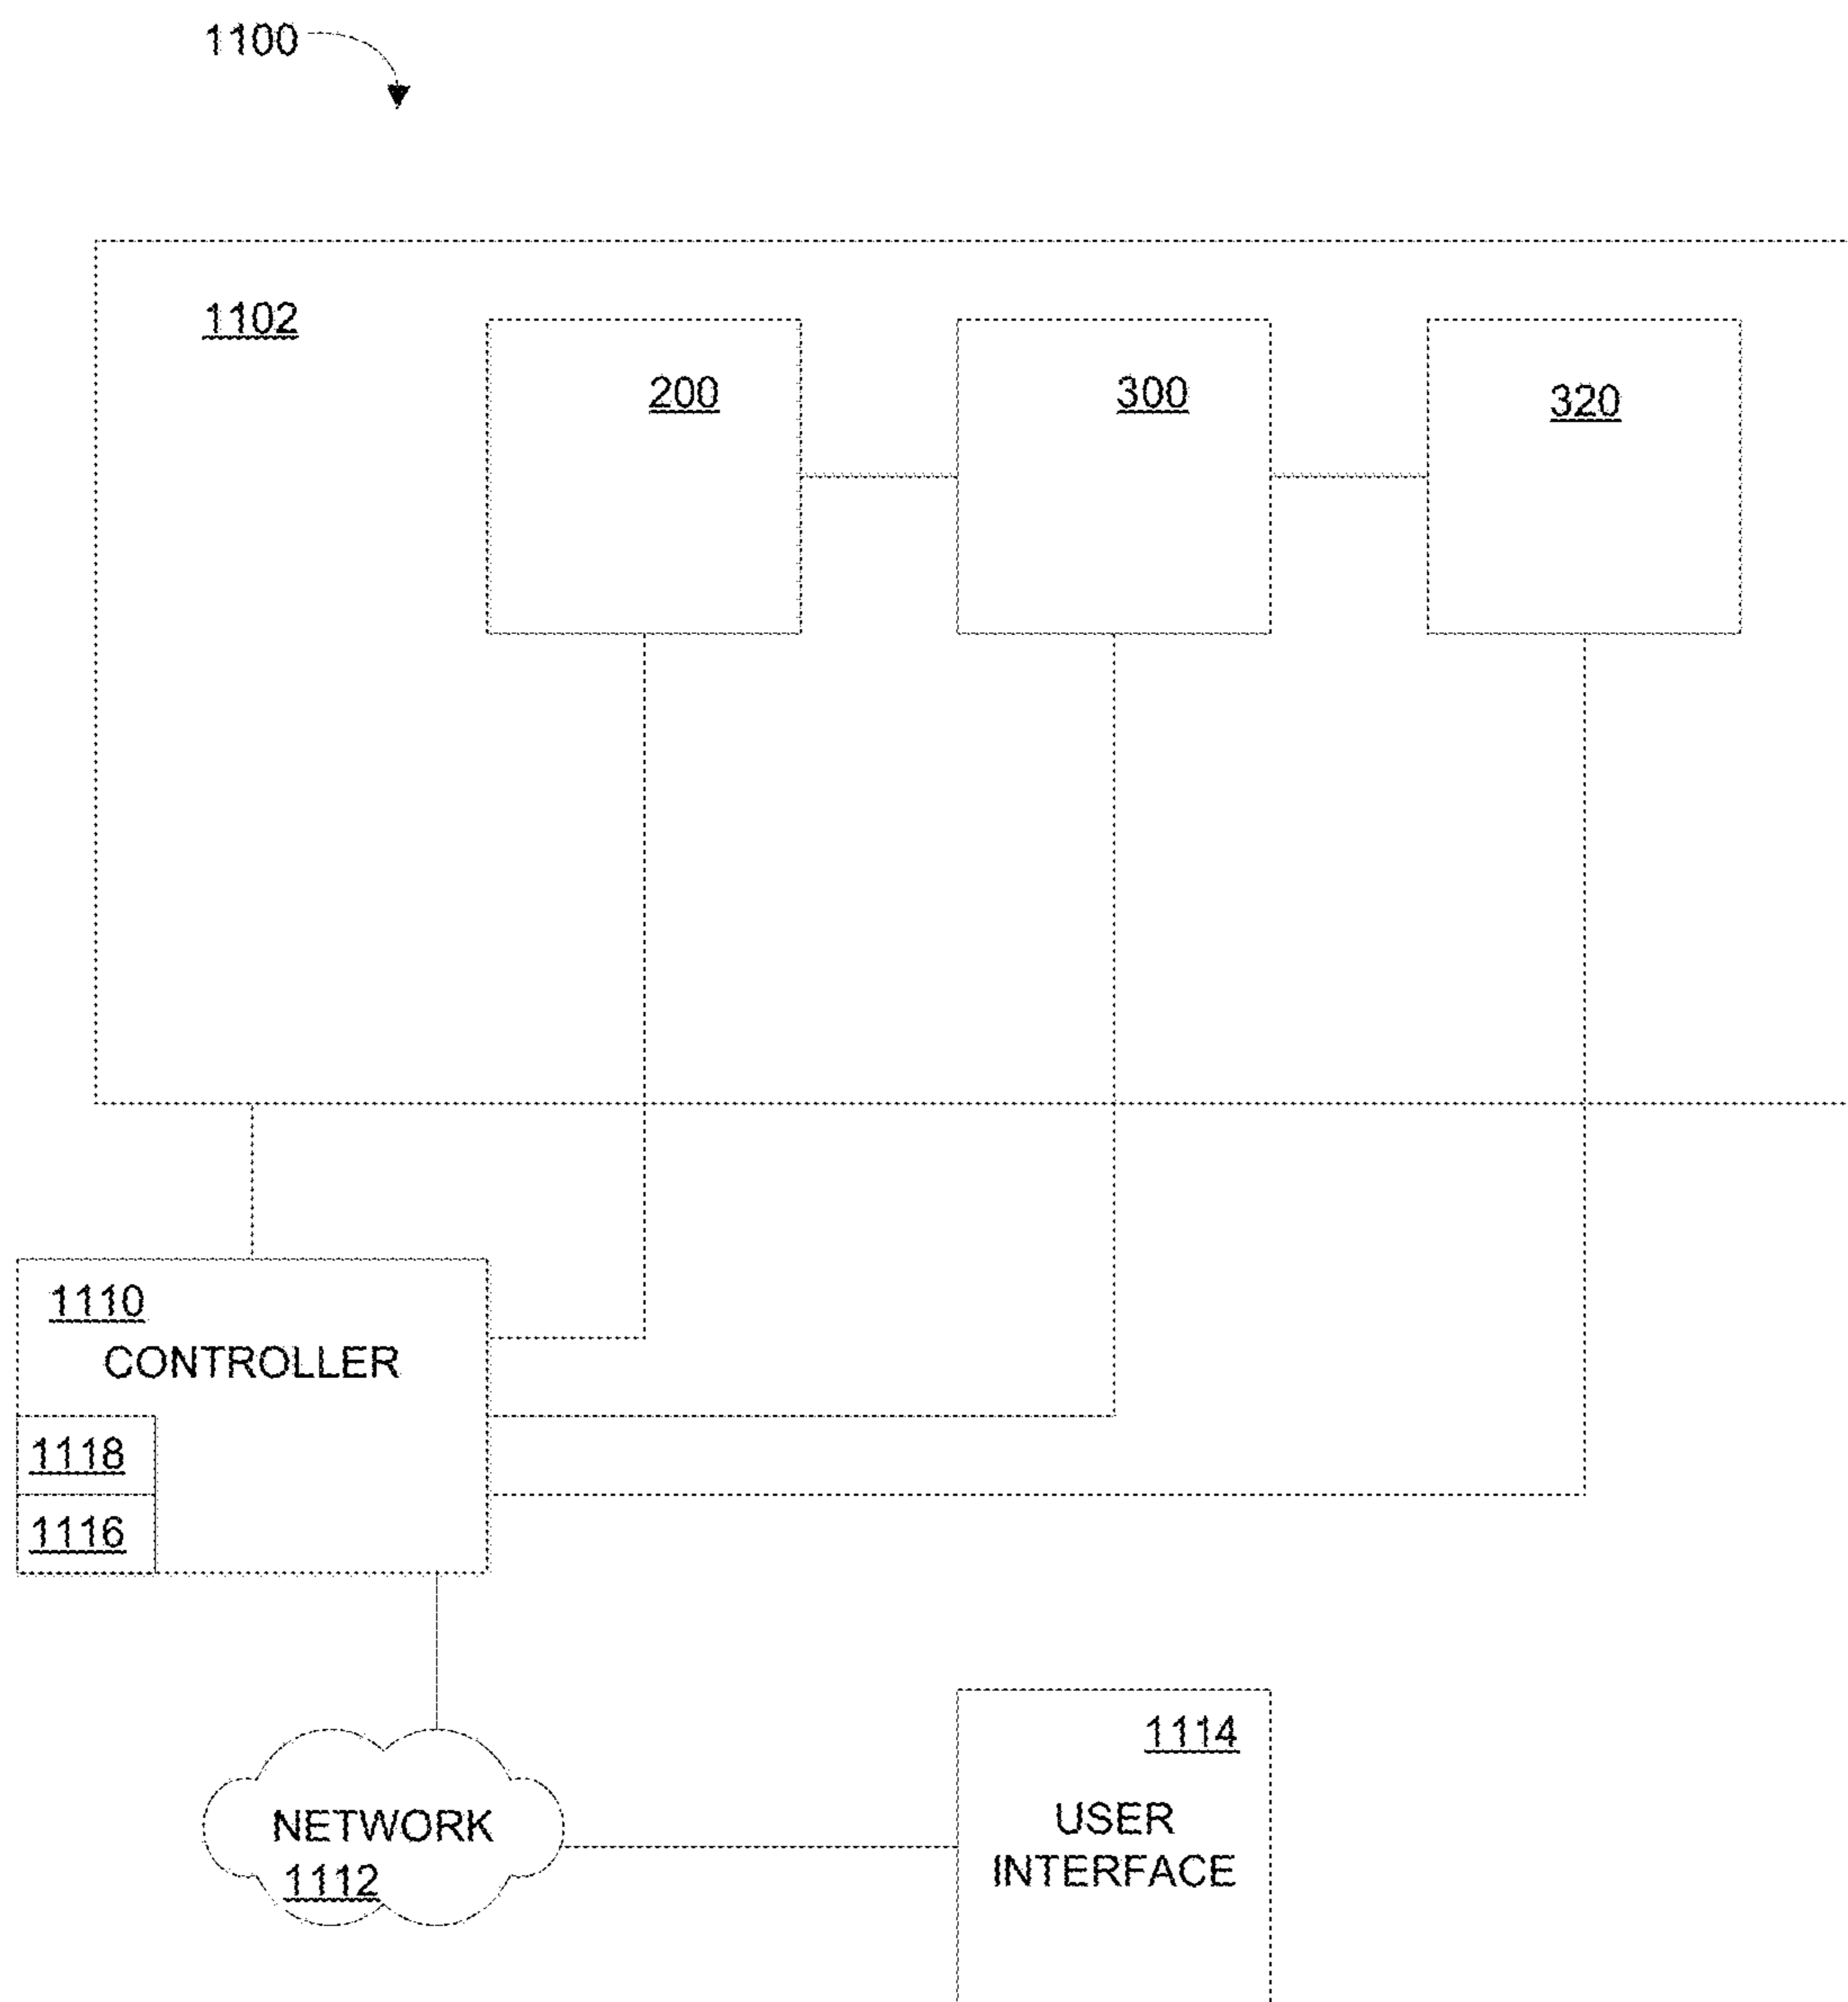 1100
1102
200
300
320
1110
CONTROLLER
1118
1116
NETWORK
1112
1114
USER
INTERFACE